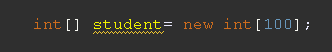 int[] student= new int[100];